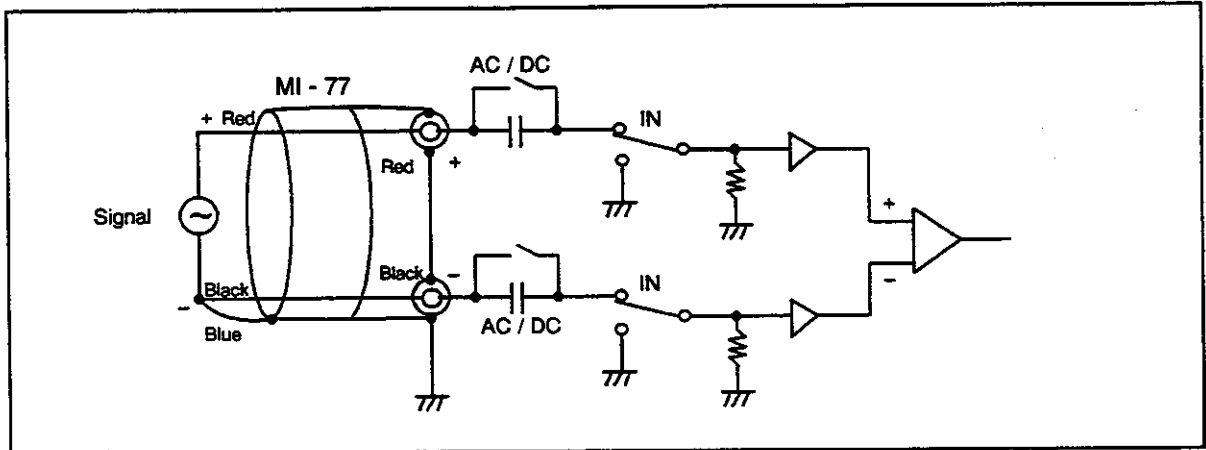 AC / DC
MI - 77
IN
+ Red
Red +
+
Signal
Black -
IN
-
- Black
AC / DC
Blue